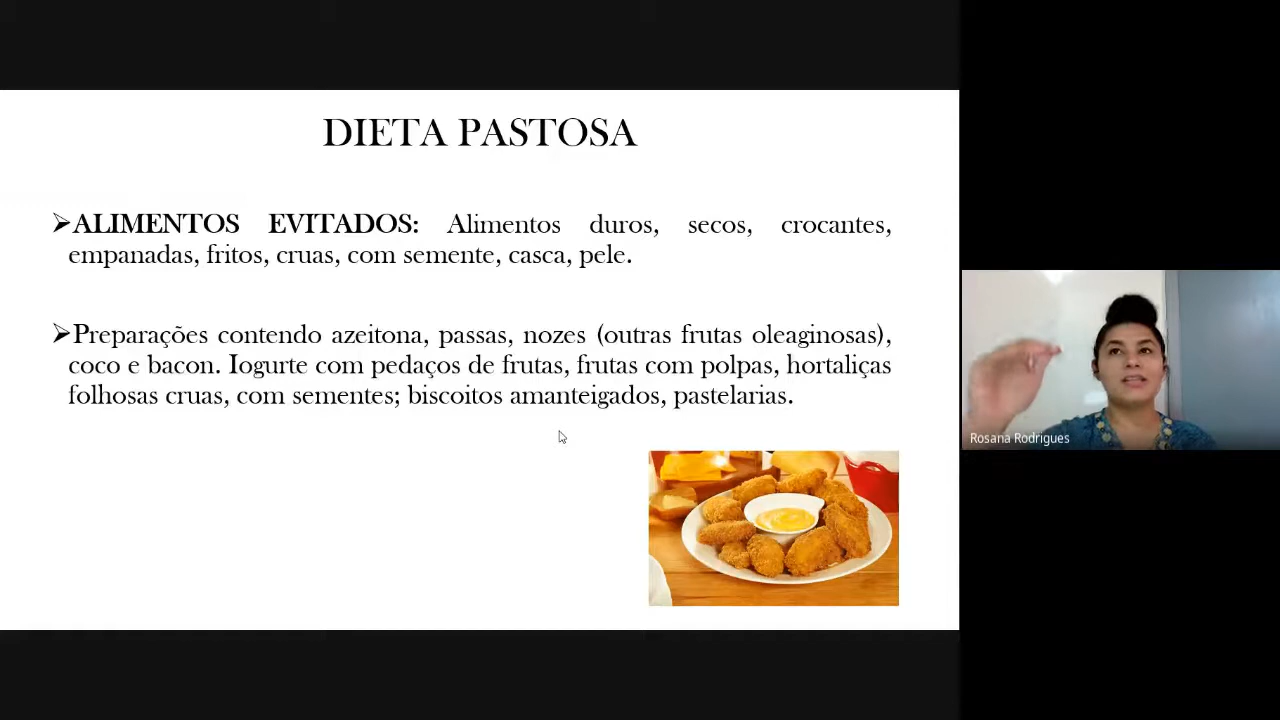 DIETA PASTOSA
➢ALIMENTOS EVITADOS: Alimentos duros, secos, crocantes,
empanadas, fritos, cruas, com semente, casca, pele.
➢Preparações contendo azeitona, passas, nozes (outras frutas oleaginosas),
coco e bacon. Iogurte com pedaços de frutas, frutas com polpas, hortaliças
folhosas cruas, com sementes; biscoitos amanteigados, pastelarias.
Rosana Rodrigues